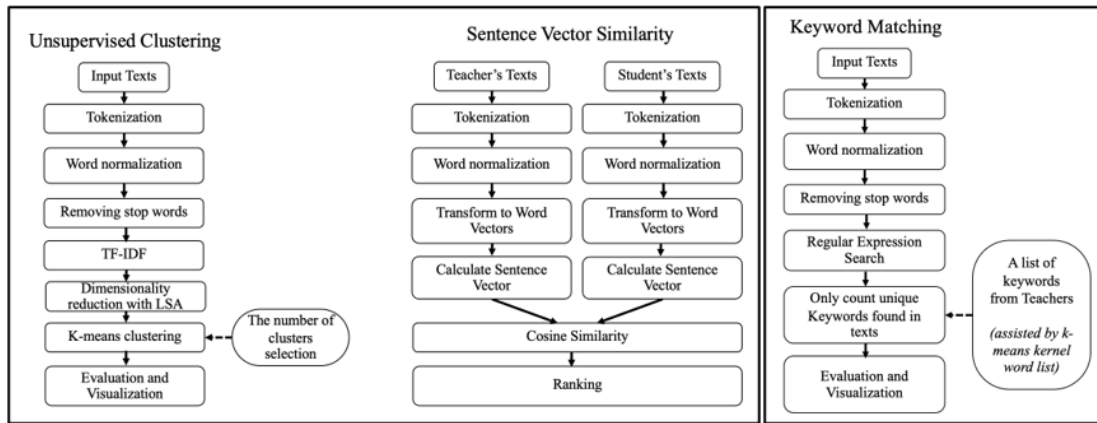 Unsupervised Clustering
Input Texts
Tokenization
Word normalization
Removing stop words
TF-IDF
Dimensionality
reduction with LSA
K-means clustering
Evaluation and
Visualization
The number of
clusters
selection
Sentence Vector Similarity
Teacher's Texts
Tokenization
Word normalization
Transform to Word
Vectors
Calculate Sentence
Vector
Student's Texts
Tokenization
Word normalization
Transform to Word
Vectors
Calculate Sentence
Vector
Cosine Similarity
Ranking
Keyword Matching
Input Texts
Tokenization
Word normalization
Removing stop words
Regular Expression
Search
Only count unique
Keywords found in
texts
Evaluation and
Visualization
A list of
keywords
from Teachers
(assisted by k-
means kernel
word list)